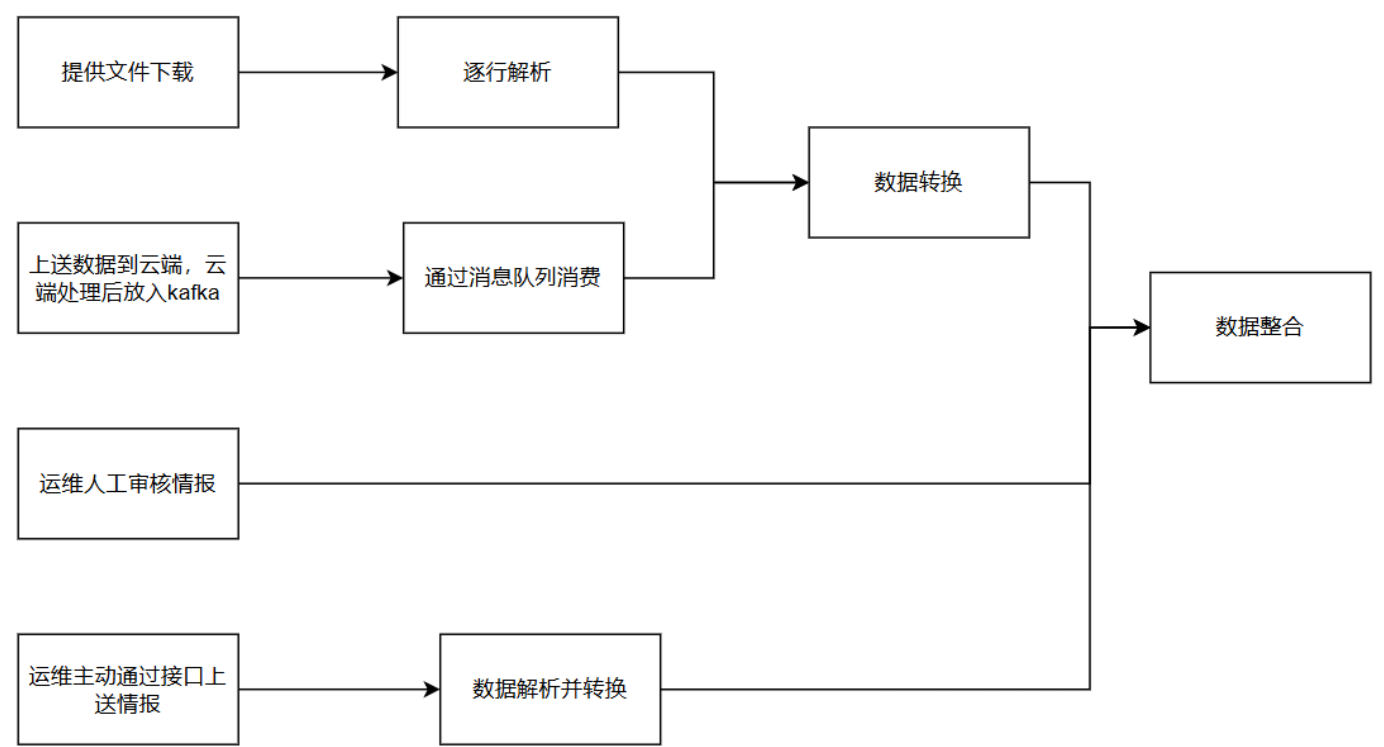 提供文件下载
逐行解析
数据转换
上送数据到云端，云
端处理后放入kafka
通过消息队列消费
数据整合
运维人工审核情报
运维主动通过接口上
送情报
数据解析并转换